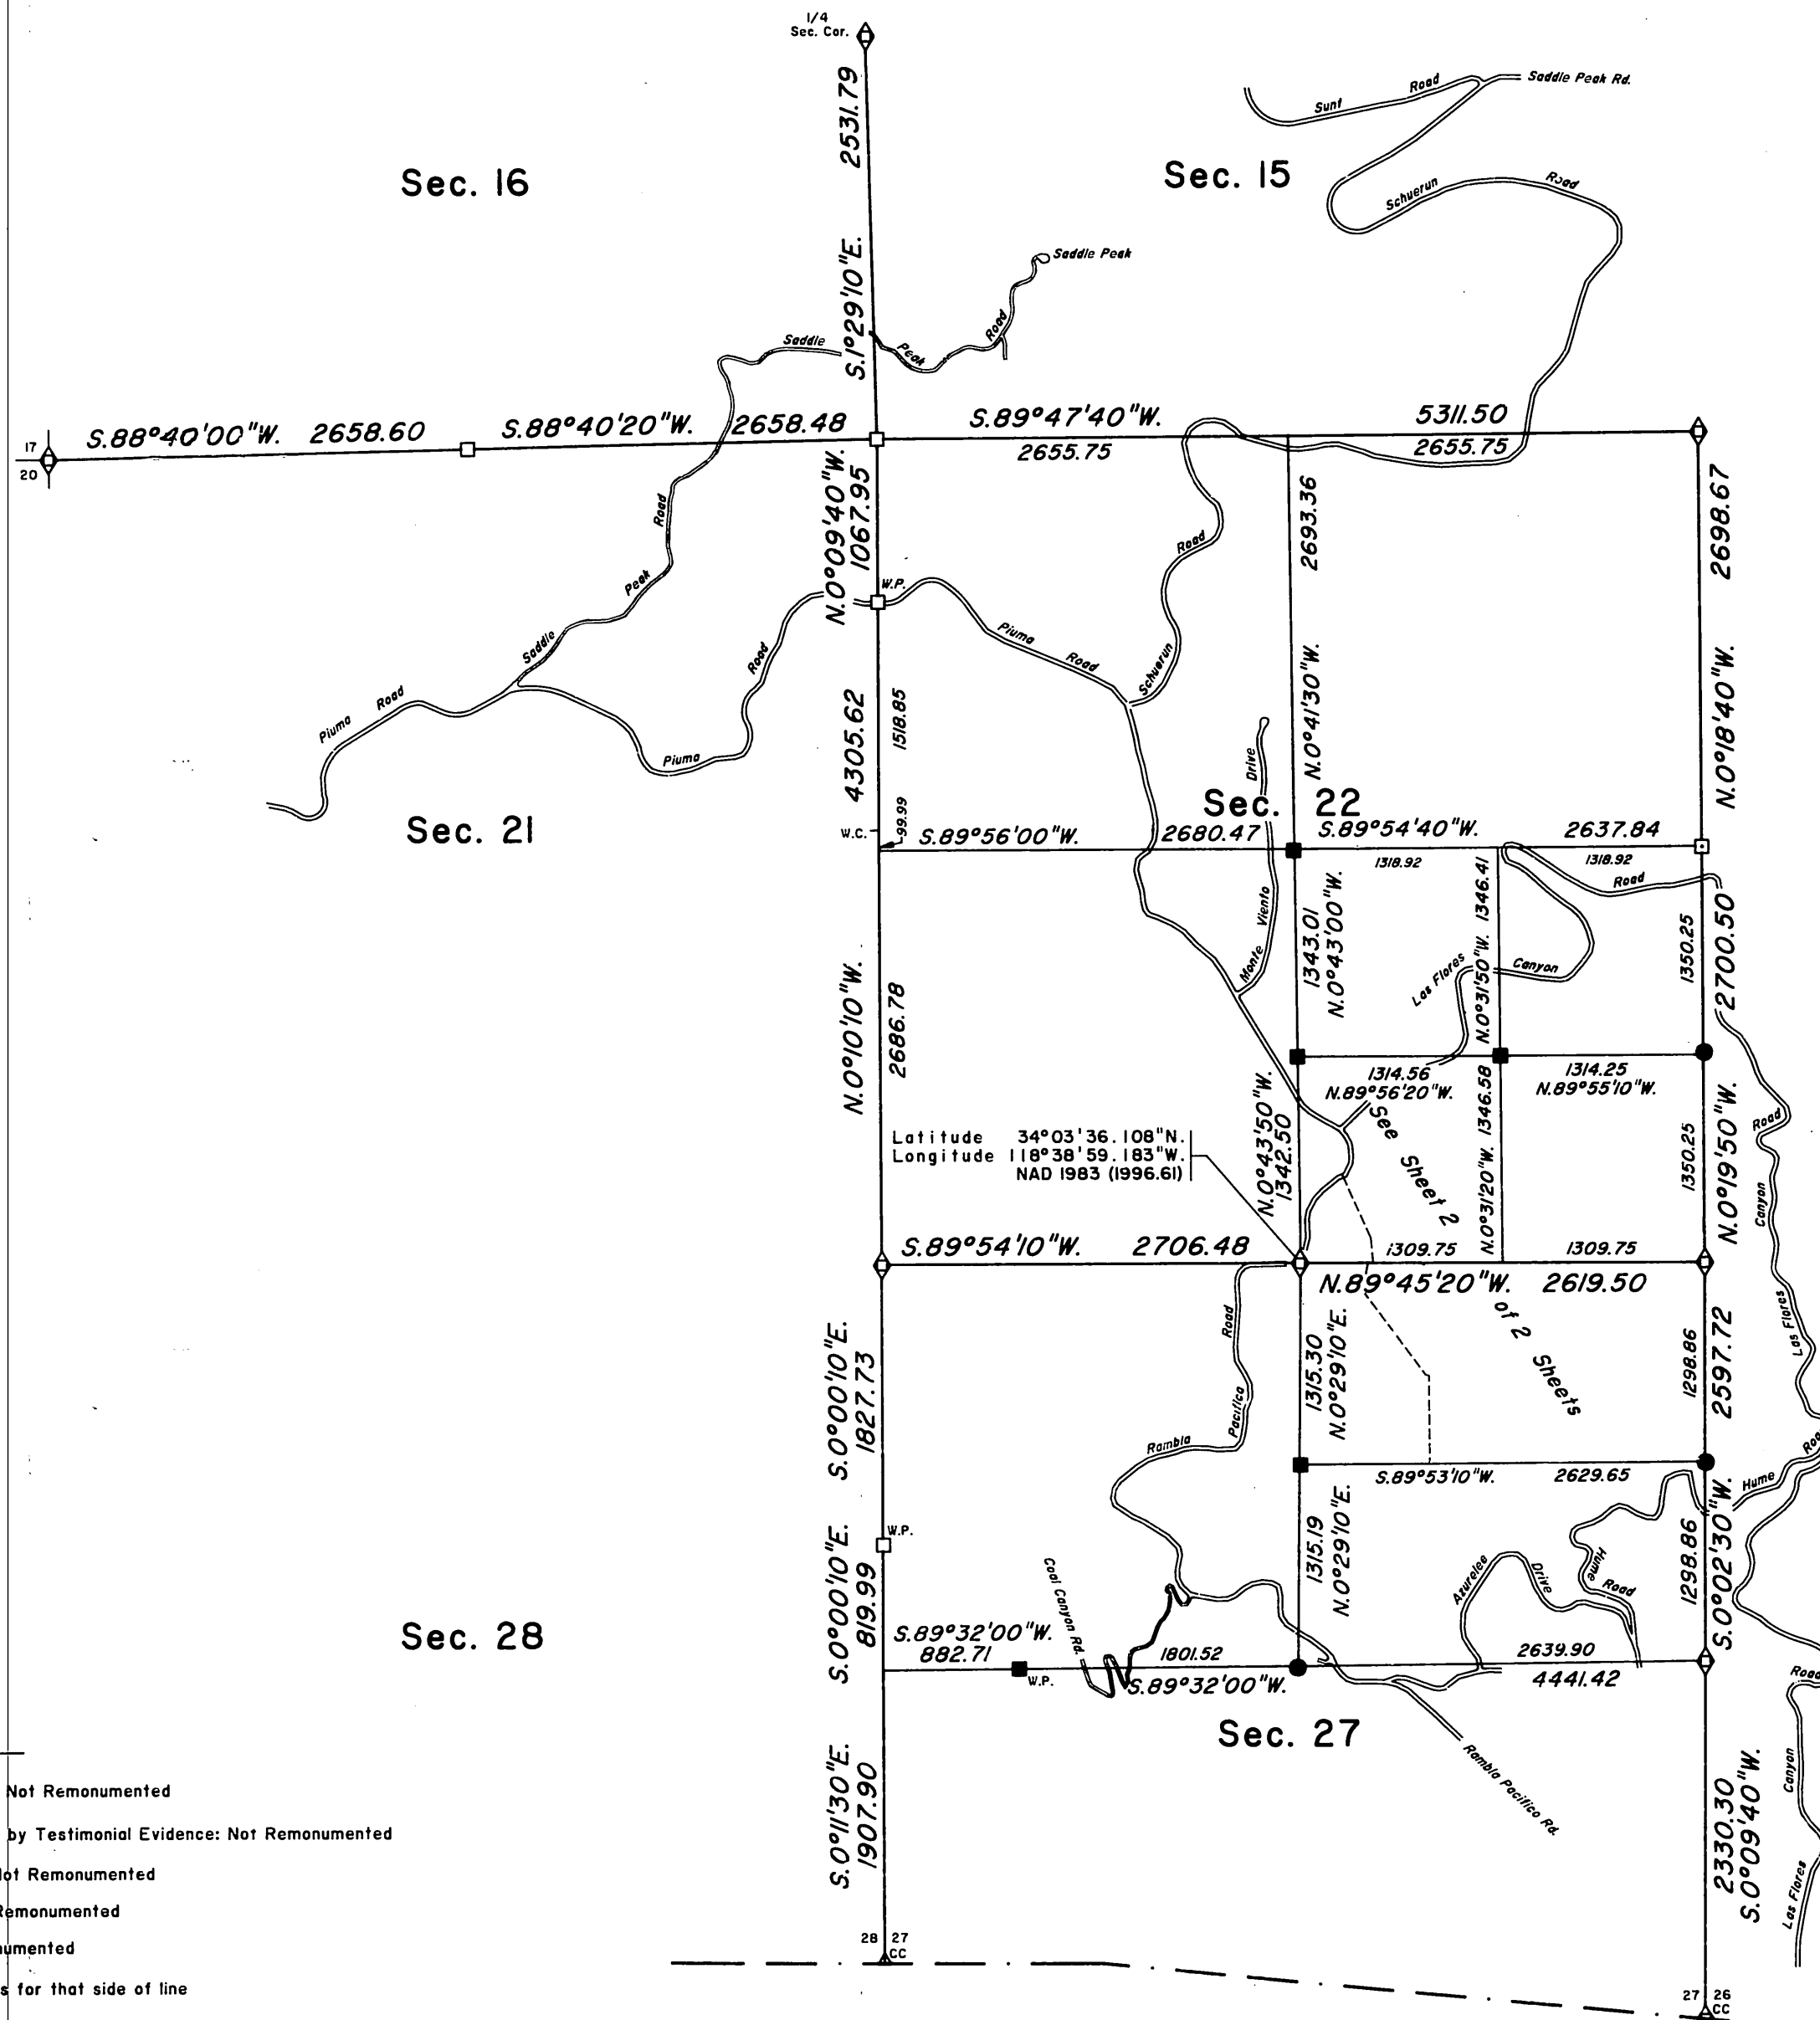 1/4
Sec. Cor.
2531.79
S.1°29'10"E.
Saddle Peak Rd.
Sunf Road
Sec. 16
Sec. 15
Schuerun Road
Saddle Peak
Saddle Peak Road
17
20
S.88°40'00"W. 2658.60
S.88°40'20"W. 2658.48
S.89°47'40"W. 5311.50
2655.75
2655.75
N.0°09'40"W.
1067.95
2693.36
2698.67
Saddle Peak Road
W.P.
Piuma Road
Schuerun Road
N.0°41'30"W.
N.0°18'40"W.
Piuma Road
Piuma Road
4305.62
1518.85
Drive
Sec. 22
Sec. 21
W.C.
99.99
S.89°56'00"W. 2680.47
S.89°54'40"W. 2637.84
1318.92
1318.92
Road
Monte Viento
1343.01
N.0°43'00"W.
N.0°31'50"W. 1346.41
Las Flores Canyon
1350.25
2700.50
N.0°10'10"W.
2686.78
1314.56
N.89°56'20"W.
1314.25
N.89°55'10"W.
Latitude 34°03'36.108"N.
Longitude 118°38'59.183"W.
NAD 1983 (1996.61)
N.0°43'50"W.
1342.50
See Sheet 2
of 2 Sheets
N.0°31'20"W. 1346.58
1350.25
N.0°19'50"W.
Road
Canyon
Las Flores
S.89°54'10"W. 2706.48
1309.75
1309.75
N.89°45'20"W. 2619.50
S.0°00'10"E.
1827.73
Road
Pacifica
Rambla
1315.30
N.0°29'10"E.
1298.86
2597.72
S.89°53'10"W. 2629.65
Hume
W.P.
S.0°00'10"E.
819.99
Coal Canyon Rd.
1315.19
N.0°29'10"E.
Azurelee Drive
Hume Road
1298.86
S.0°02'30"W.
Sec. 28
S.89°32'00"W.
882.71
W.P.
1801.52
S.89°32'00"W.
2639.90
4441.42
Road
Sec. 27
Rambla Pacifico Rd.
Canyon
Las Flores
S.0°11'30"E.
1907.90
2330.30
S.0°09'40"W.
Not Remonumented
by Testimonial Evidence: Not Remonumented
Not Remonumented
Remonumented
for that side of line
28 27
CC
27 26
CC